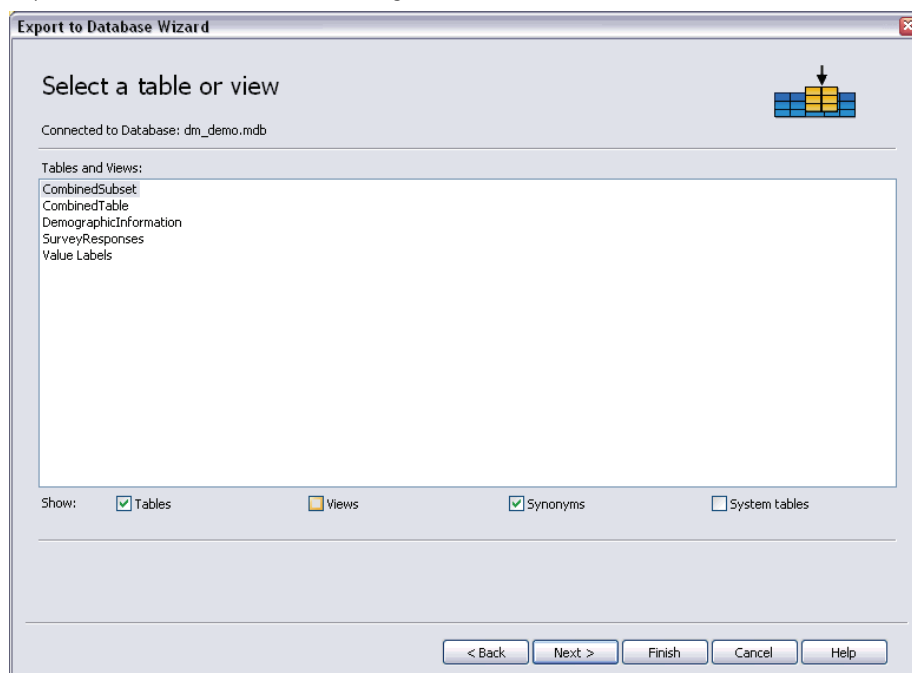 Export to Database Wizard
Select a table or view
Connected to Database: dm_demo.mdb
Tables and Views:
CombinedSubset
CombinedTable
DemographicInformation
SurveyResponses
Value Labels
Show: Tables Views Synonyms System tables
< Back Next > Finish Cancel Help